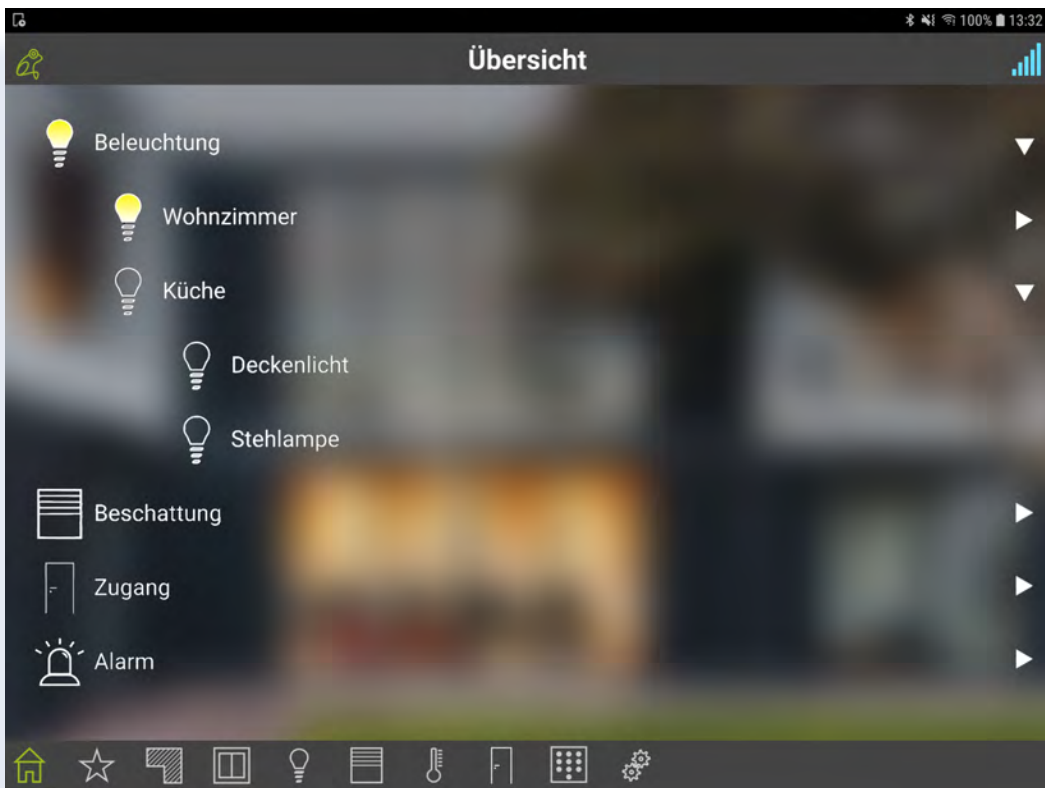 100% 13:32
Übersicht
Beleuchtung
Wohnzimmer
Küche
Deckenlicht
Stehlampe
Beschattung
Zugang
Alarm